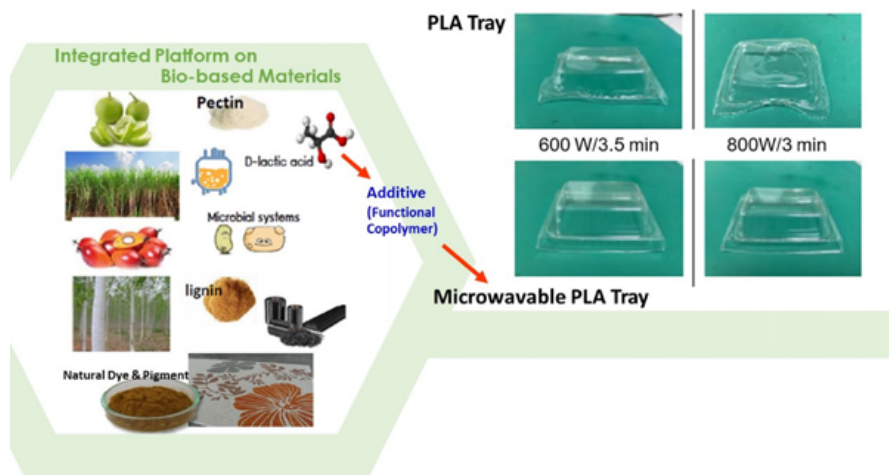 Integrated Platform on
Bio-based Materials
Pectin
D-lactic acid
Microbial systems
lignin
Natural Dye & Pigment
Additive
(Functional
Copolymer)
PLA Tray
600 W/3.5 min
800W/3 min
Microwavable PLA Tray